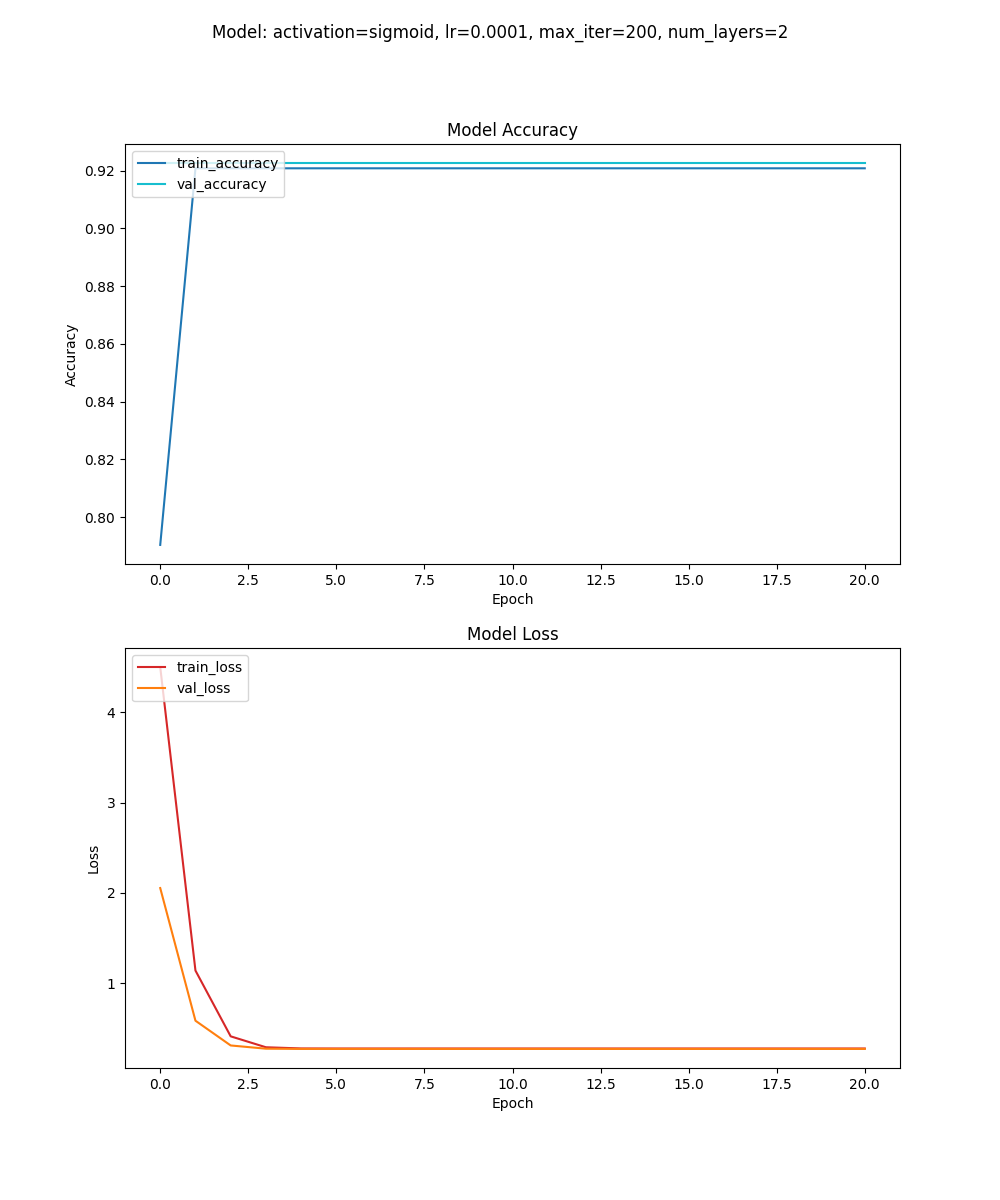 Model: activation=sigmoid, lr=0.0001, max_iter=200, num_layers=2
Model Accuracy
train_accuracy
val_accuracy
0.92
0.90
0.88
0.86
0.84
0.82
0.80
Accuracy
0.0 2.5 5.0 7.5 10.0 12.5 15.0 17.5 20.0
Epoch
Model Loss
train_loss
val_loss
4
3
2
1
Loss
0.0 2.5 5.0 7.5 10.0 12.5 15.0 17.5 20.0
Epoch